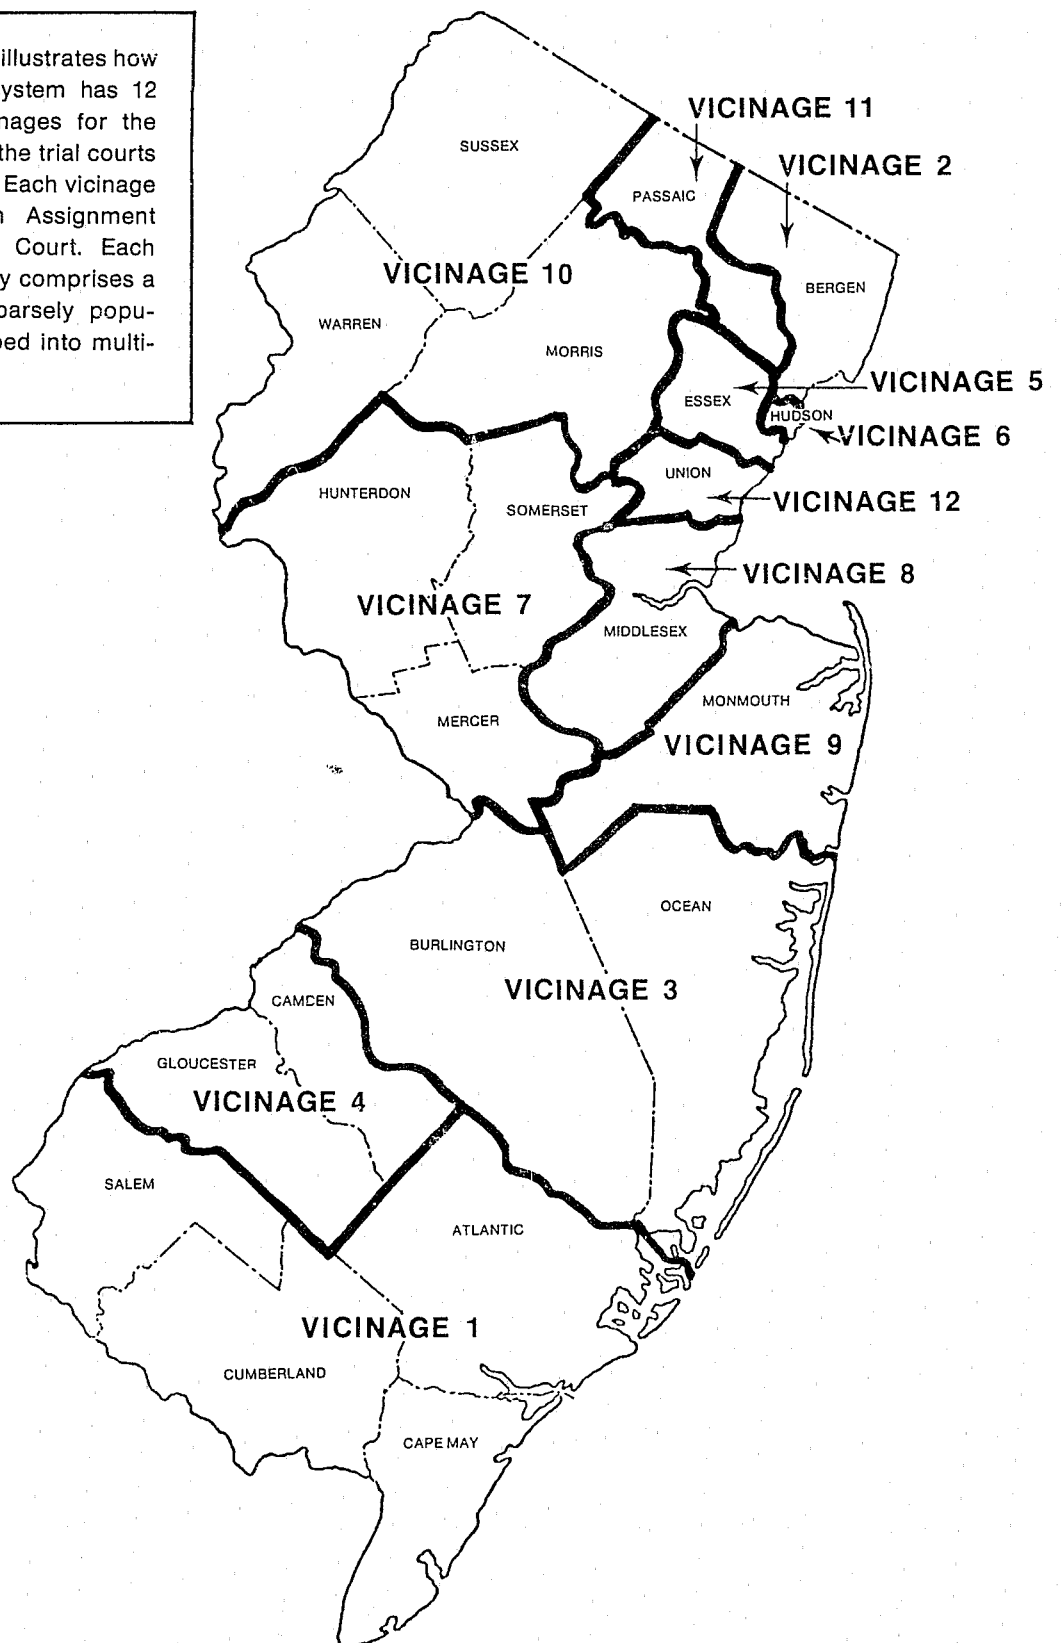 illustrates how
ystem has 12
nages for the
the trial courts
Each vicinage
Assignment
Court. Each
y comprises a
parsely popu-
ped into multi-
VICINAGE 11
VICINAGE 2
SUSSEX
PASSAIC
VICINAGE 10
BERGEN
WARREN
MORRIS
VICINAGE 5
ESSEX
HUDSON
VICINAGE 6
UNION
HUNTERDON
VICINAGE 12
SOMERSET
VICINAGE 8
VICINAGE 7
MIDDLESEX
MONMOUTH
MERCER
VICINAGE 9
OCEAN
BURLINGTON
VICINAGE 3
CAMDEN
GLOUCESTER
VICINAGE 4
SALEM
ATLANTIC
VICINAGE 1
CUMBERLAND
CAPE MAY